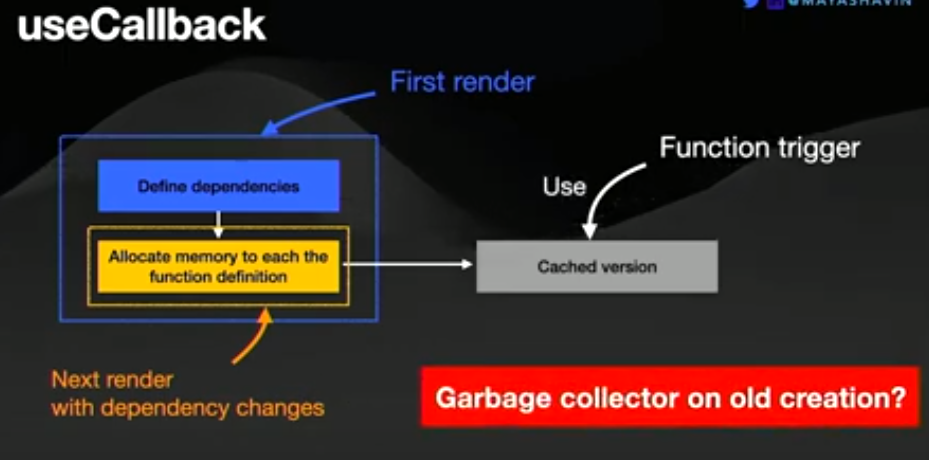 useCallback
@MAYASHAVIN
First render
Define dependencies
Allocate memory to each the
function definition
Next render
with dependency changes
Function trigger
Use
Cached version
Garbage collector on old creation?